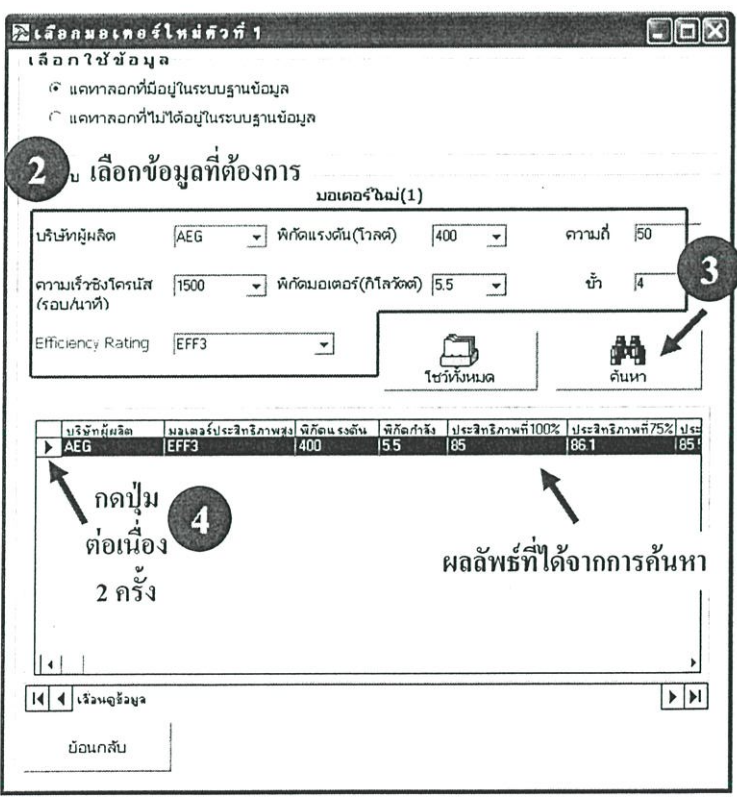 เลือกมอเตอร์ใหม่ตัวที่ 1
เลือกใช้ข้อมูล
แคทาลอกที่มีอยู่ในระบบฐานข้อมูล
แคทาลอกที่ไม่ได้อยู่ในระบบฐานข้อมูล
2 เลือกข้อมูลที่ต้องการ
มอเตอร์ใหม่(1)
บริษัทผู้ผลิต AEG พิกัดแรงดัน(โวลต์) 400 ความถี่ 50
3
ความเร็วซิงโครนัส 1500 พิกัดมอเตอร์(กิโลวัตต์) 5.5 ขั้ว 4
(รอบ/นาที)
Efficiency Rating EFF3
โชว์ทั้งหมด ค้นหา
บริษัทผู้ผลิต มอเตอร์ประสิทธิภาพสูง พิกัดแรงดัน พิกัดกำลัง ประสิทธิภาพที่100% ประสิทธิภาพที่75% ประ
AEG EFF3 400 5.5 85 86.1 85
กดปุ่ม
4
ต่อเนื่อง
2 ครั้ง
ผลลัพธ์ที่ได้จากการค้นหา
เลื่อนดูข้อมูล
ย้อนกลับ